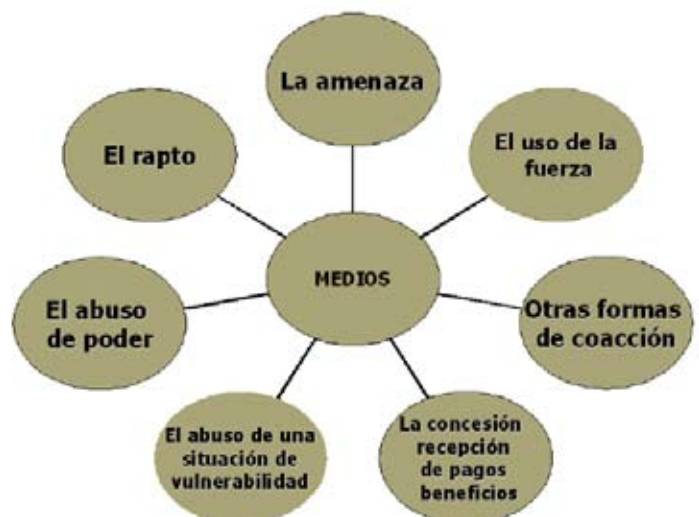 La amenaza
El uso de la
fuerza
Otras formas
de coacción
La concesión
recepción
de pagos
beneficios
El abuso de una
situación de
vulnerabilidad
El abuso
de poder
El rapto
MEDIOS